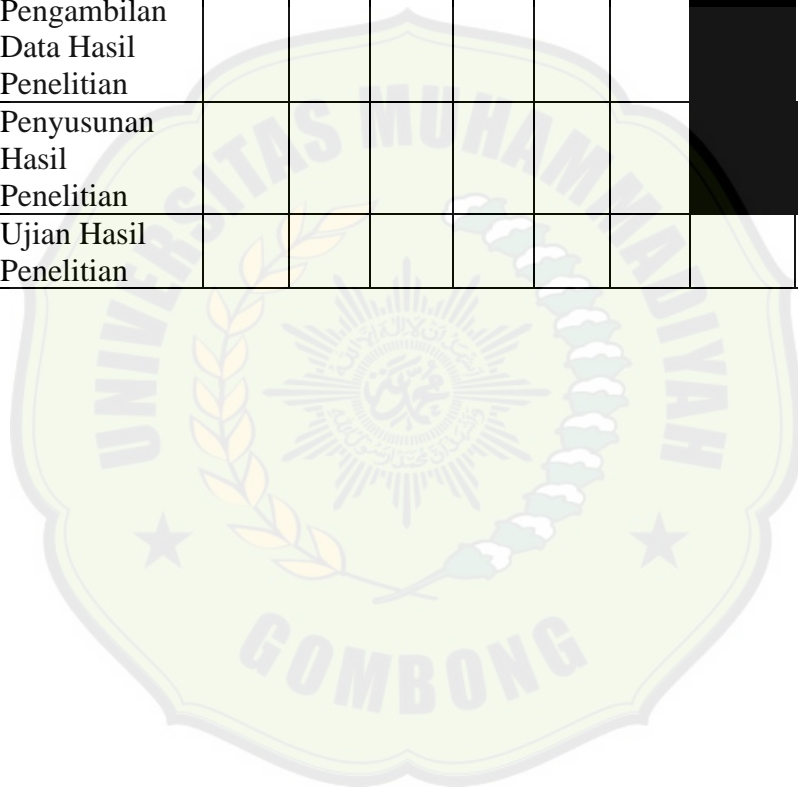 Pengambilan
Data Hasil
Penelitian
Penyusunan
Hasil
Penelitian
Ujian Hasil
Penelitian
UNIVERSITAS MUHAMMADIYAH
GOMBONG